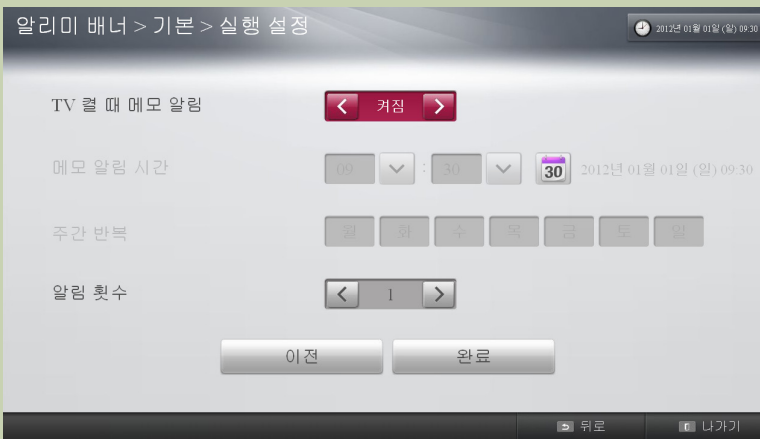 알리미 배너 > 기본 > 실행 설정
2012년 01월 01일 (일) 09:30
TV 켤 때 메모 알림
켜짐
메모 알림 시간
09 : 30
30
2012년 01월 01일 (일) 09:30
주간 반복
월 화 수 목 금 토 일
알림 횟수
1
이전
완료
뒤로
나가기